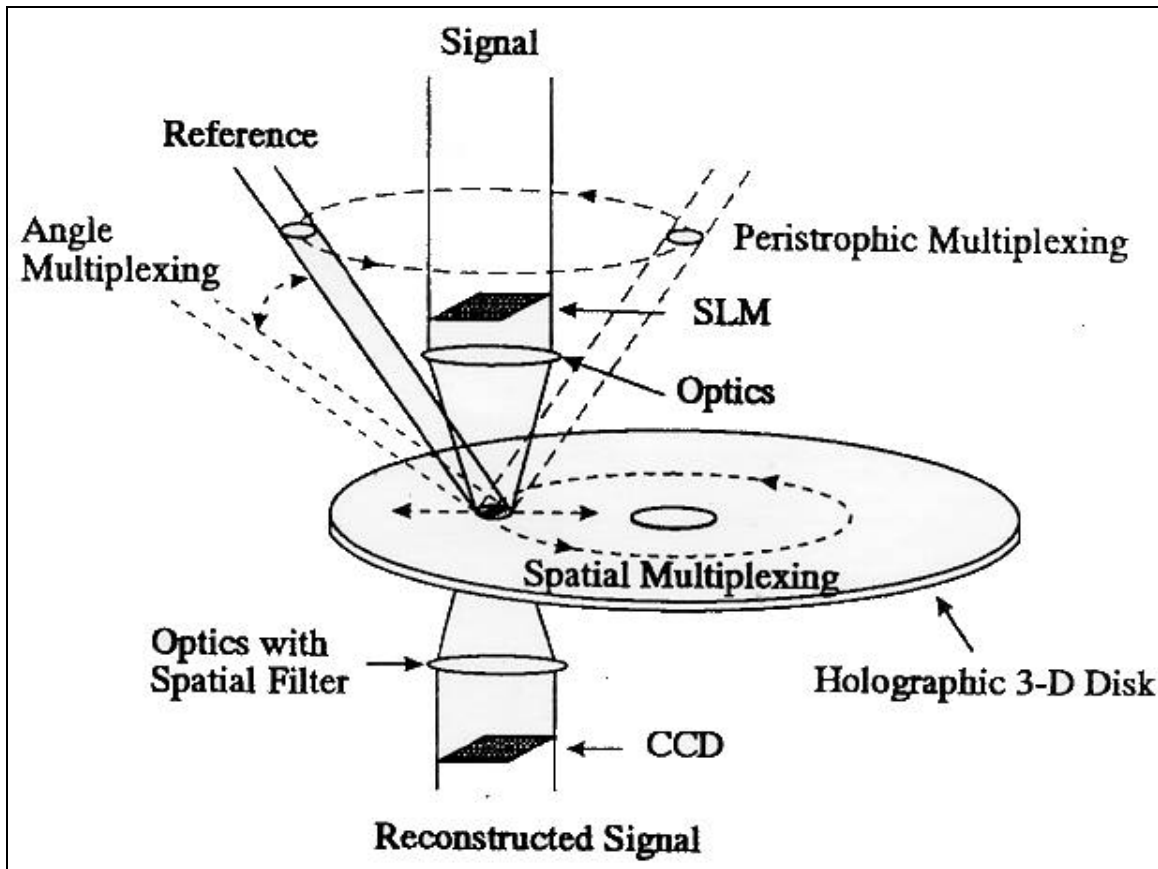 Signal
Reference
Angle
Multiplexing
Peristrophic Multiplexing
SLM
Optics
Spatial Multiplexing
Optics with
Spatial Filter
Holographic 3-D Disk
CCD
Reconstructed Signal